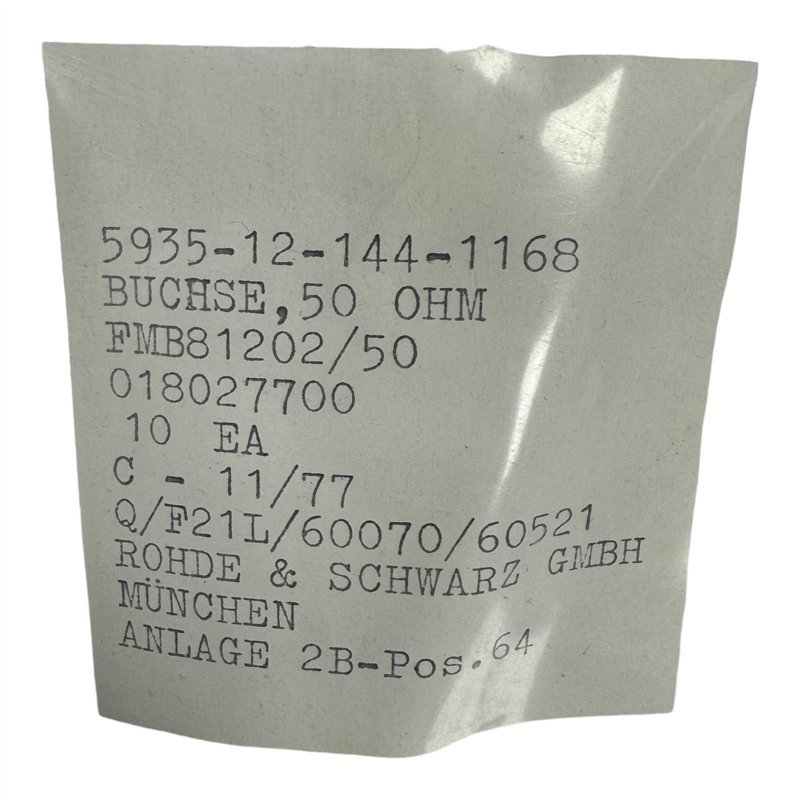 5935-12-144-1168
BUCHSE,50 OHM
FMB81202/50
018027700
10 EA
C - 11/77
Q/F21L/60070/60521
ROHDE & SCHWARZ GMBH
MÜNCHEN
ANLAGE 2B-Pos.64